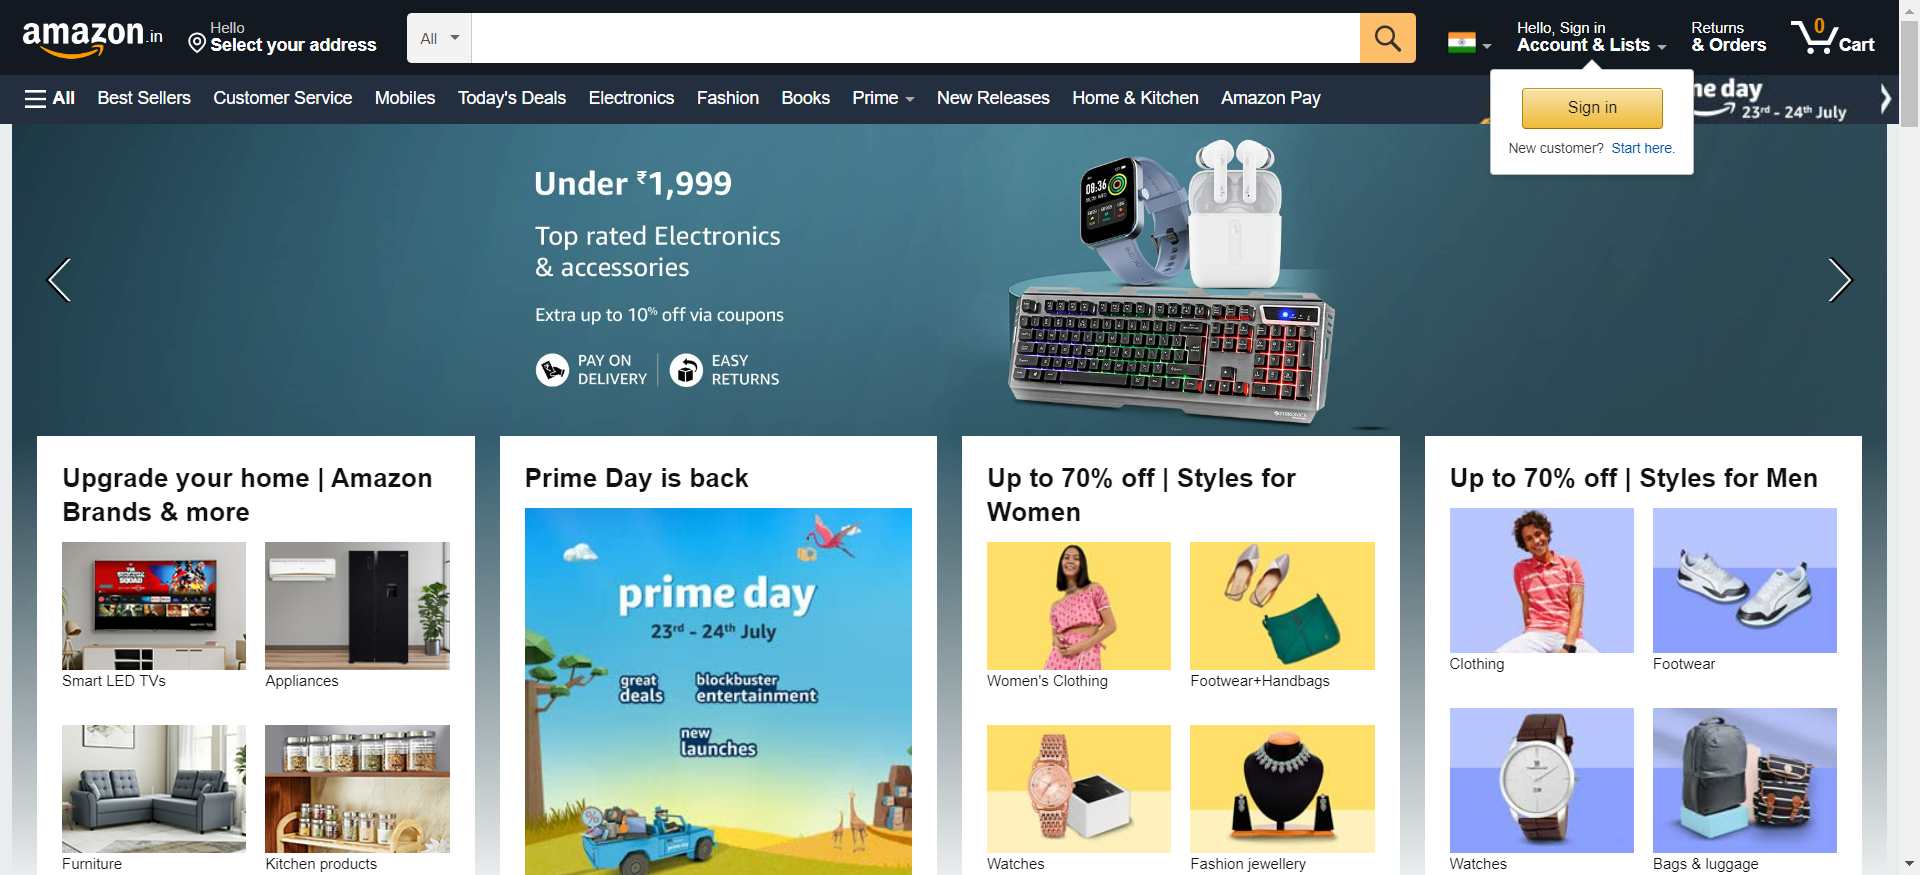 amazon.in
Hello
Select your address
All
Hello, Sign in
Account & Lists
Returns
& Orders
0
Cart
All
Best Sellers
Customer Service
Mobiles
Today's Deals
Electronics
Fashion
Books
Prime
New Releases
Home & Kitchen
Amazon Pay
day
23rd - 24th July
Sign in
New customer? Start here.
Under ₹1,999
Top rated Electronics
& accessories
Extra up to 10% off via coupons
PAY ON
DELIVERY
EASY
RETURNS
08:36
Upgrade your home | Amazon
Brands & more
Smart LED TVs
Appliances
Furniture
Kitchen products
Prime Day is back
prime day
23rd - 24th July
great
deals
blockbuster
entertainment
new
launches
%
Up to 70% off | Styles for
Women
Women's Clothing
Footwear+Handbags
Watches
Fashion jewellery
Up to 70% off | Styles for Men
Clothing
Footwear
Watches
Bags & luggage